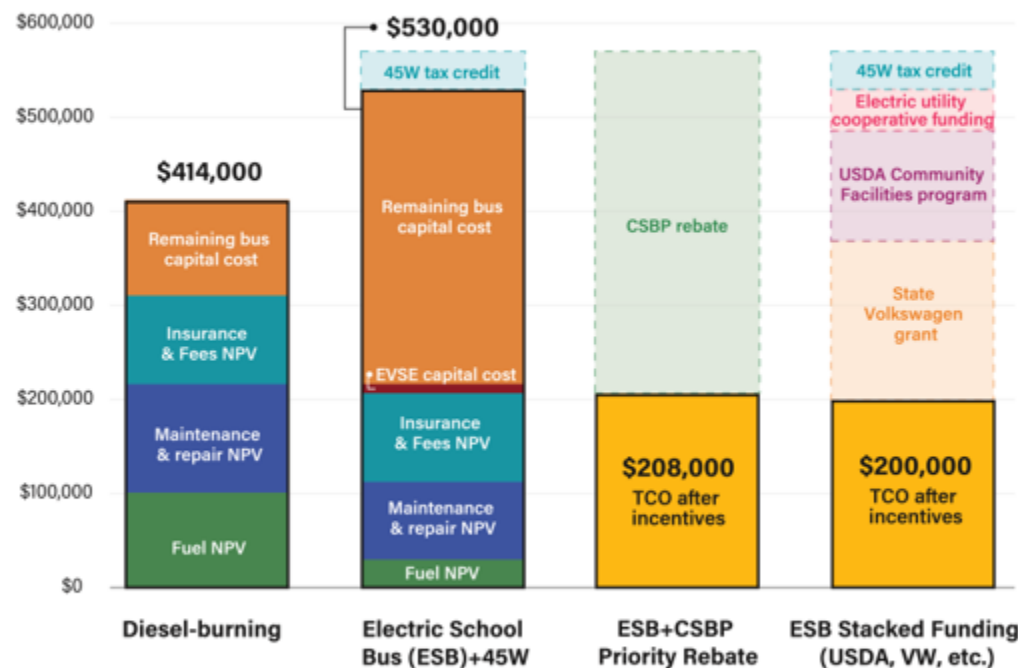 $600,000
$500,000
$400,000
$300,000
$200,000
$100,000
$0
$414,000
Remaining bus
capital cost
Insurance
& Fees NPV
Maintenance
& repair NPV
Fuel NPV
Diesel-burning
$530,000
45W tax credit
Remaining bus
capital cost
EVSE capital cost
Insurance
& Fees NPV
Maintenance
& repair NPV
Fuel NPV
Electric School
Bus (ESB)+45W
CSBP rebate
$208,000
TCO after
incentives
ESB+CSBP
Priority Rebate
45W tax credit
Electric utility
cooperative funding
USDA Community
Facilities program
State
Volkswagen
grant
$200,000
TCO after
incentives
ESB Stacked Funding
(USDA, VW, etc.)